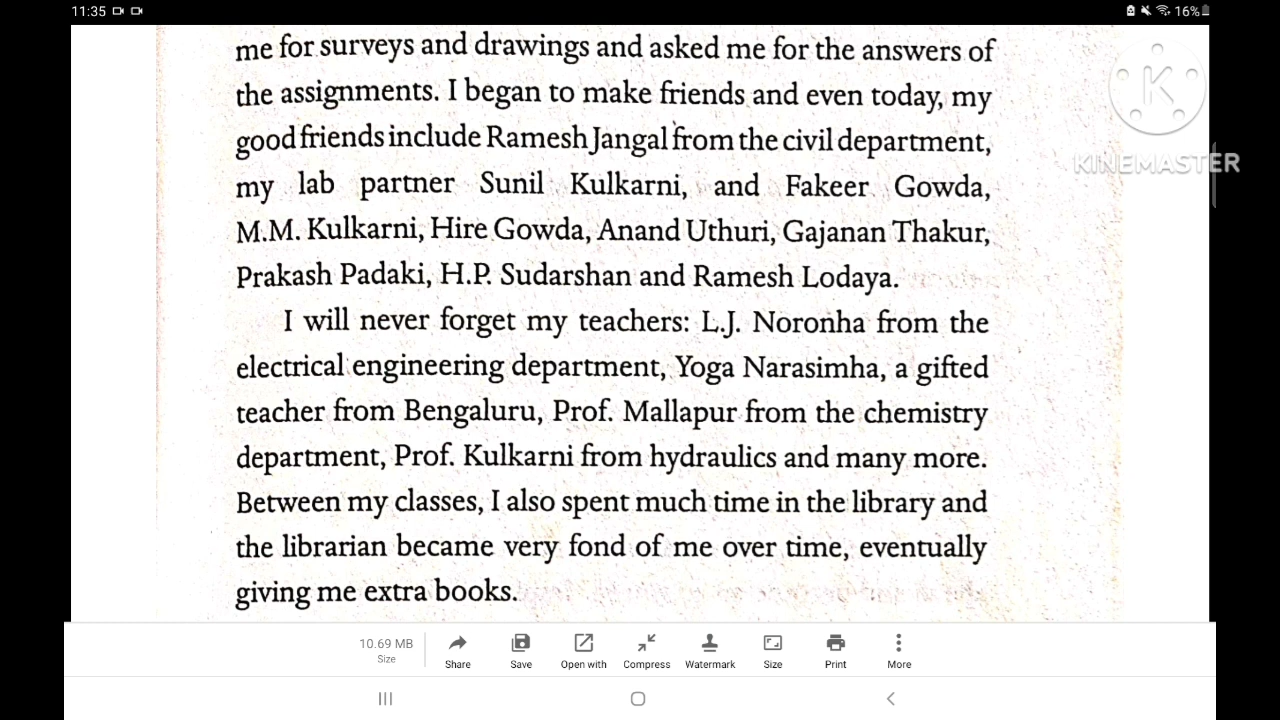 11:35
16%
me for surveys and drawings and asked me for the answers of
the assignments. I began to make friends and even today, my
good friends include Ramesh Jangal from the civil department,
my lab partner Sunil Kulkarni, and Fakeer Gowda,
M.M. Kulkarni, Hire Gowda, Anand Uthuri, Gajanan Thakur,
Prakash Padaki, H.P. Sudarshan and Ramesh Lodaya.
I will never forget my teachers: L.J. Noronha from the
electrical engineering department, Yoga Narasimha, a gifted
teacher from Bengaluru, Prof. Mallapur from the chemistry
department, Prof. Kulkarni from hydraulics and many more.
Between my classes, I also spent much time in the library and
the librarian became very fond of me over time, eventually
giving me extra books.
K
KINEMASTER
10.69 MB
Size
Share
Save
Open with
Compress
Watermark
Size
Print
More